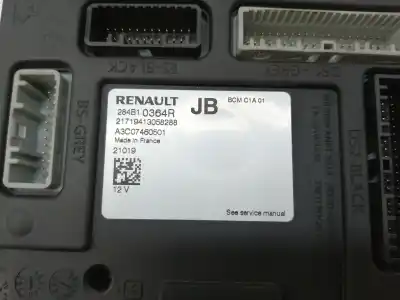 BS-BLACK
BS-GREY
RENAULT JB BCM C1A 01
284B1 0364R
21719413058288
A3C07460501
Made in France
21019
12 V
See service manual
BLACK